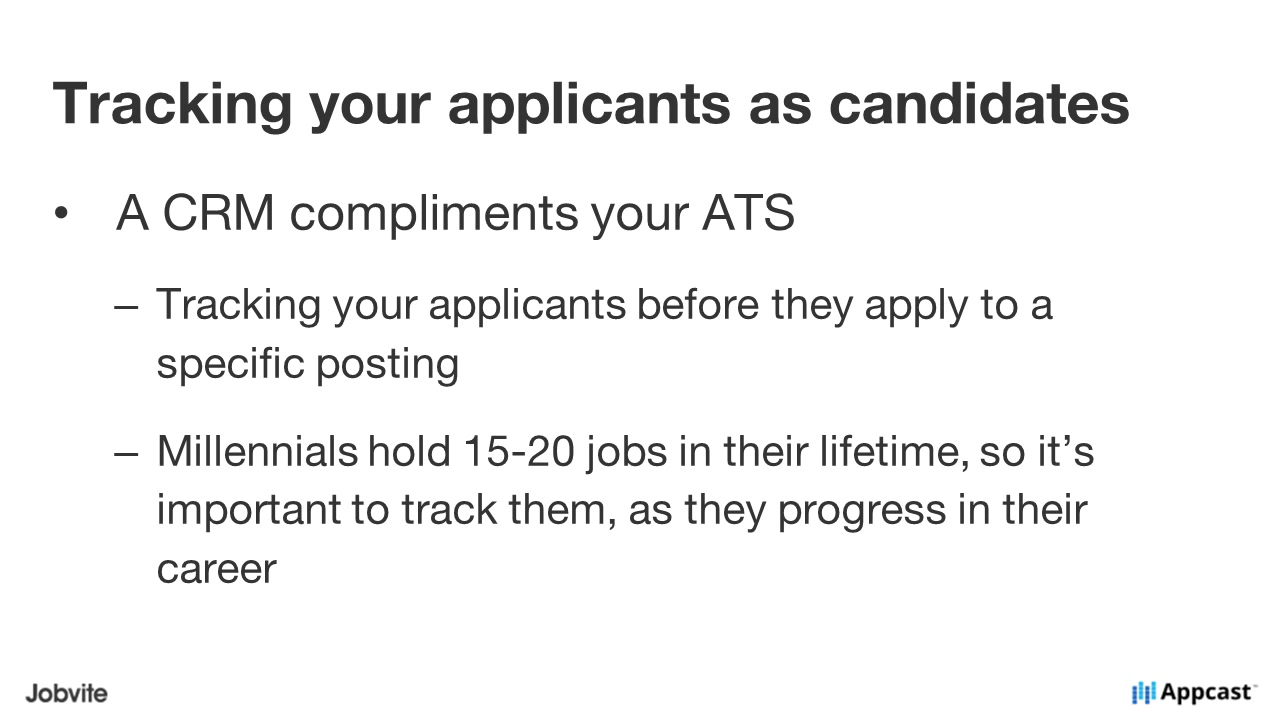 Tracking your applicants as candidates
• A CRM compliments your ATS
– Tracking your applicants before they apply to a
specific posting
– Millennials hold 15-20 jobs in their lifetime, so it’s
important to track them, as they progress in their
career
Jobvite
Appcast™